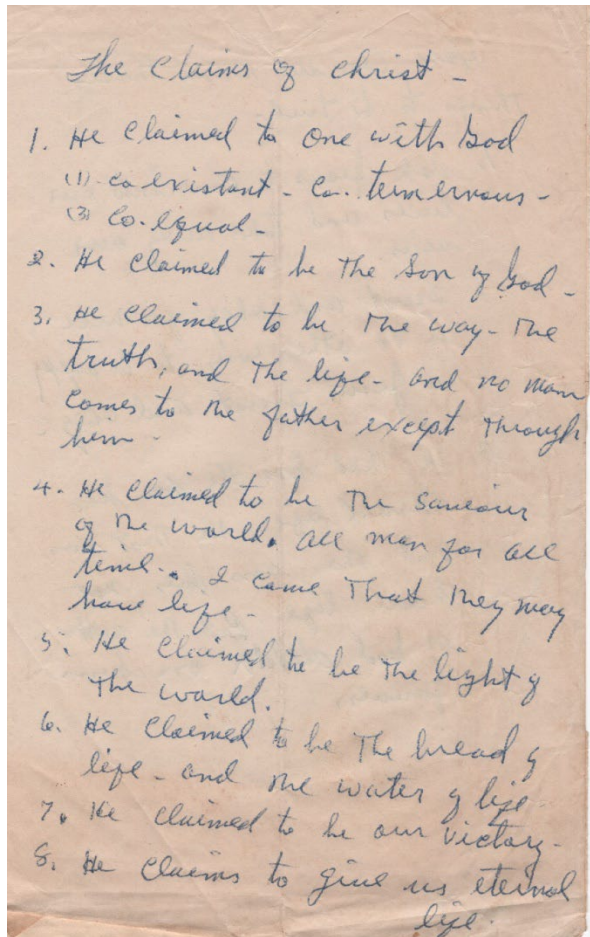 The Claims of Christ -
1. He Claimed to One with God
(1) co existant - Co. terminous -
(3) Co-equal -
2. He Claimed to be The Son of God -
3. He Claimed to be The way - The
truth, and The life - and no man
Comes to The father except Through
him -
4. He Claimed to be The Saviour
of The world. All man for all
time. I came That They may
have life -
5. He Claimed to be The light of
The world.
6. He Claimed to be The bread of
life - and The water of life
7. He Claimed to be our victory -
8. He Claims to give us eternal
life.